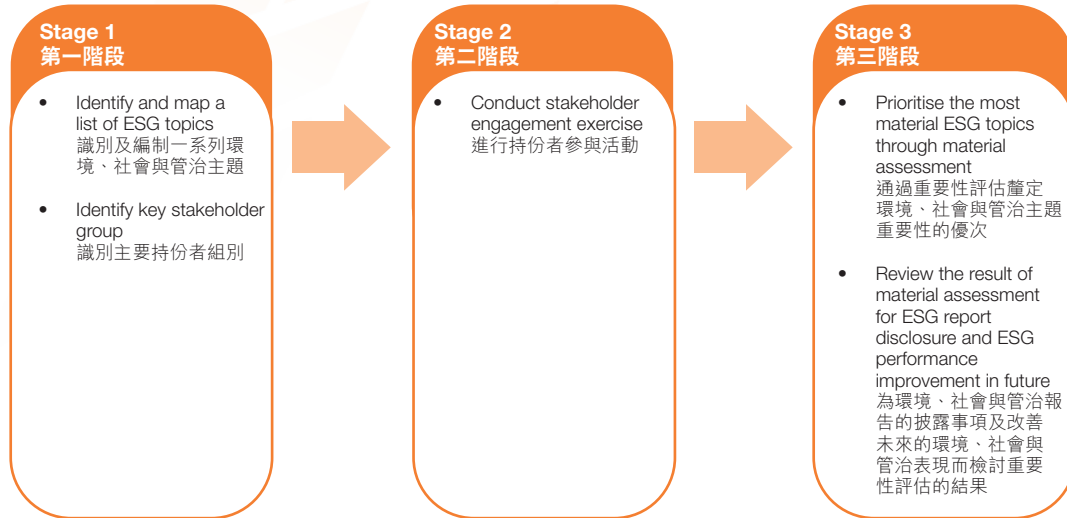 Stage 1
第一階段
• Identify and map a
list of ESG topics
識別及編制一系列環
境、社會與管治主題
• Identify key stakeholder
group
識別主要持份者組別
Stage 2
第二階段
• Conduct stakeholder
engagement exercise
進行持份者參與活動
Stage 3
第三階段
• Prioritise the most
material ESG topics
through material
assessment
通過重要性評估釐定
環境、社會與管治主題
重要性的優次
• Review the result of
material assessment
for ESG report
disclosure and ESG
performance
improvement in future
為環境、社會與管治報
告的披露事項及改善
未來的環境、社會與
管治表現而檢討重要
性評估的結果